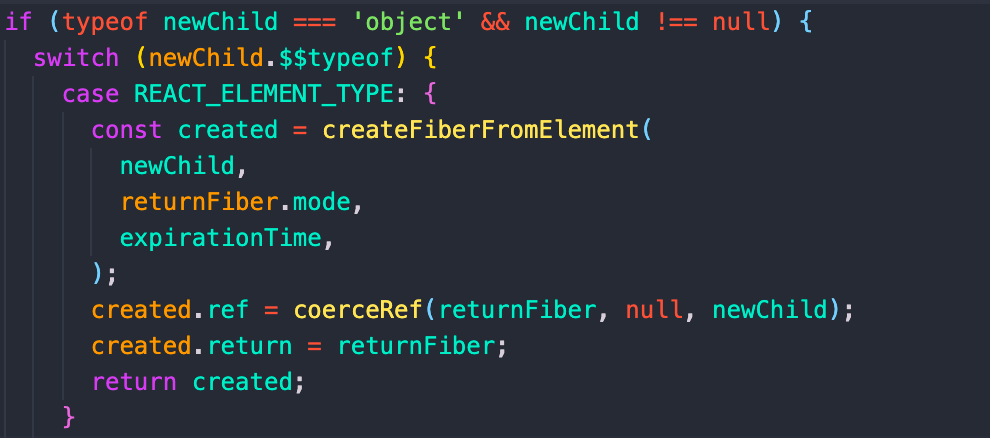 if (typeof newChild === 'object' && newChild !== null) {
  switch (newChild.$$typeof) {
    case REACT_ELEMENT_TYPE: {
      const created = createFiberFromElement(
        newChild,
        returnFiber.mode,
        expirationTime,
      );
      created.ref = coerceRef(returnFiber, null, newChild);
      created.return = returnFiber;
      return created;
    }